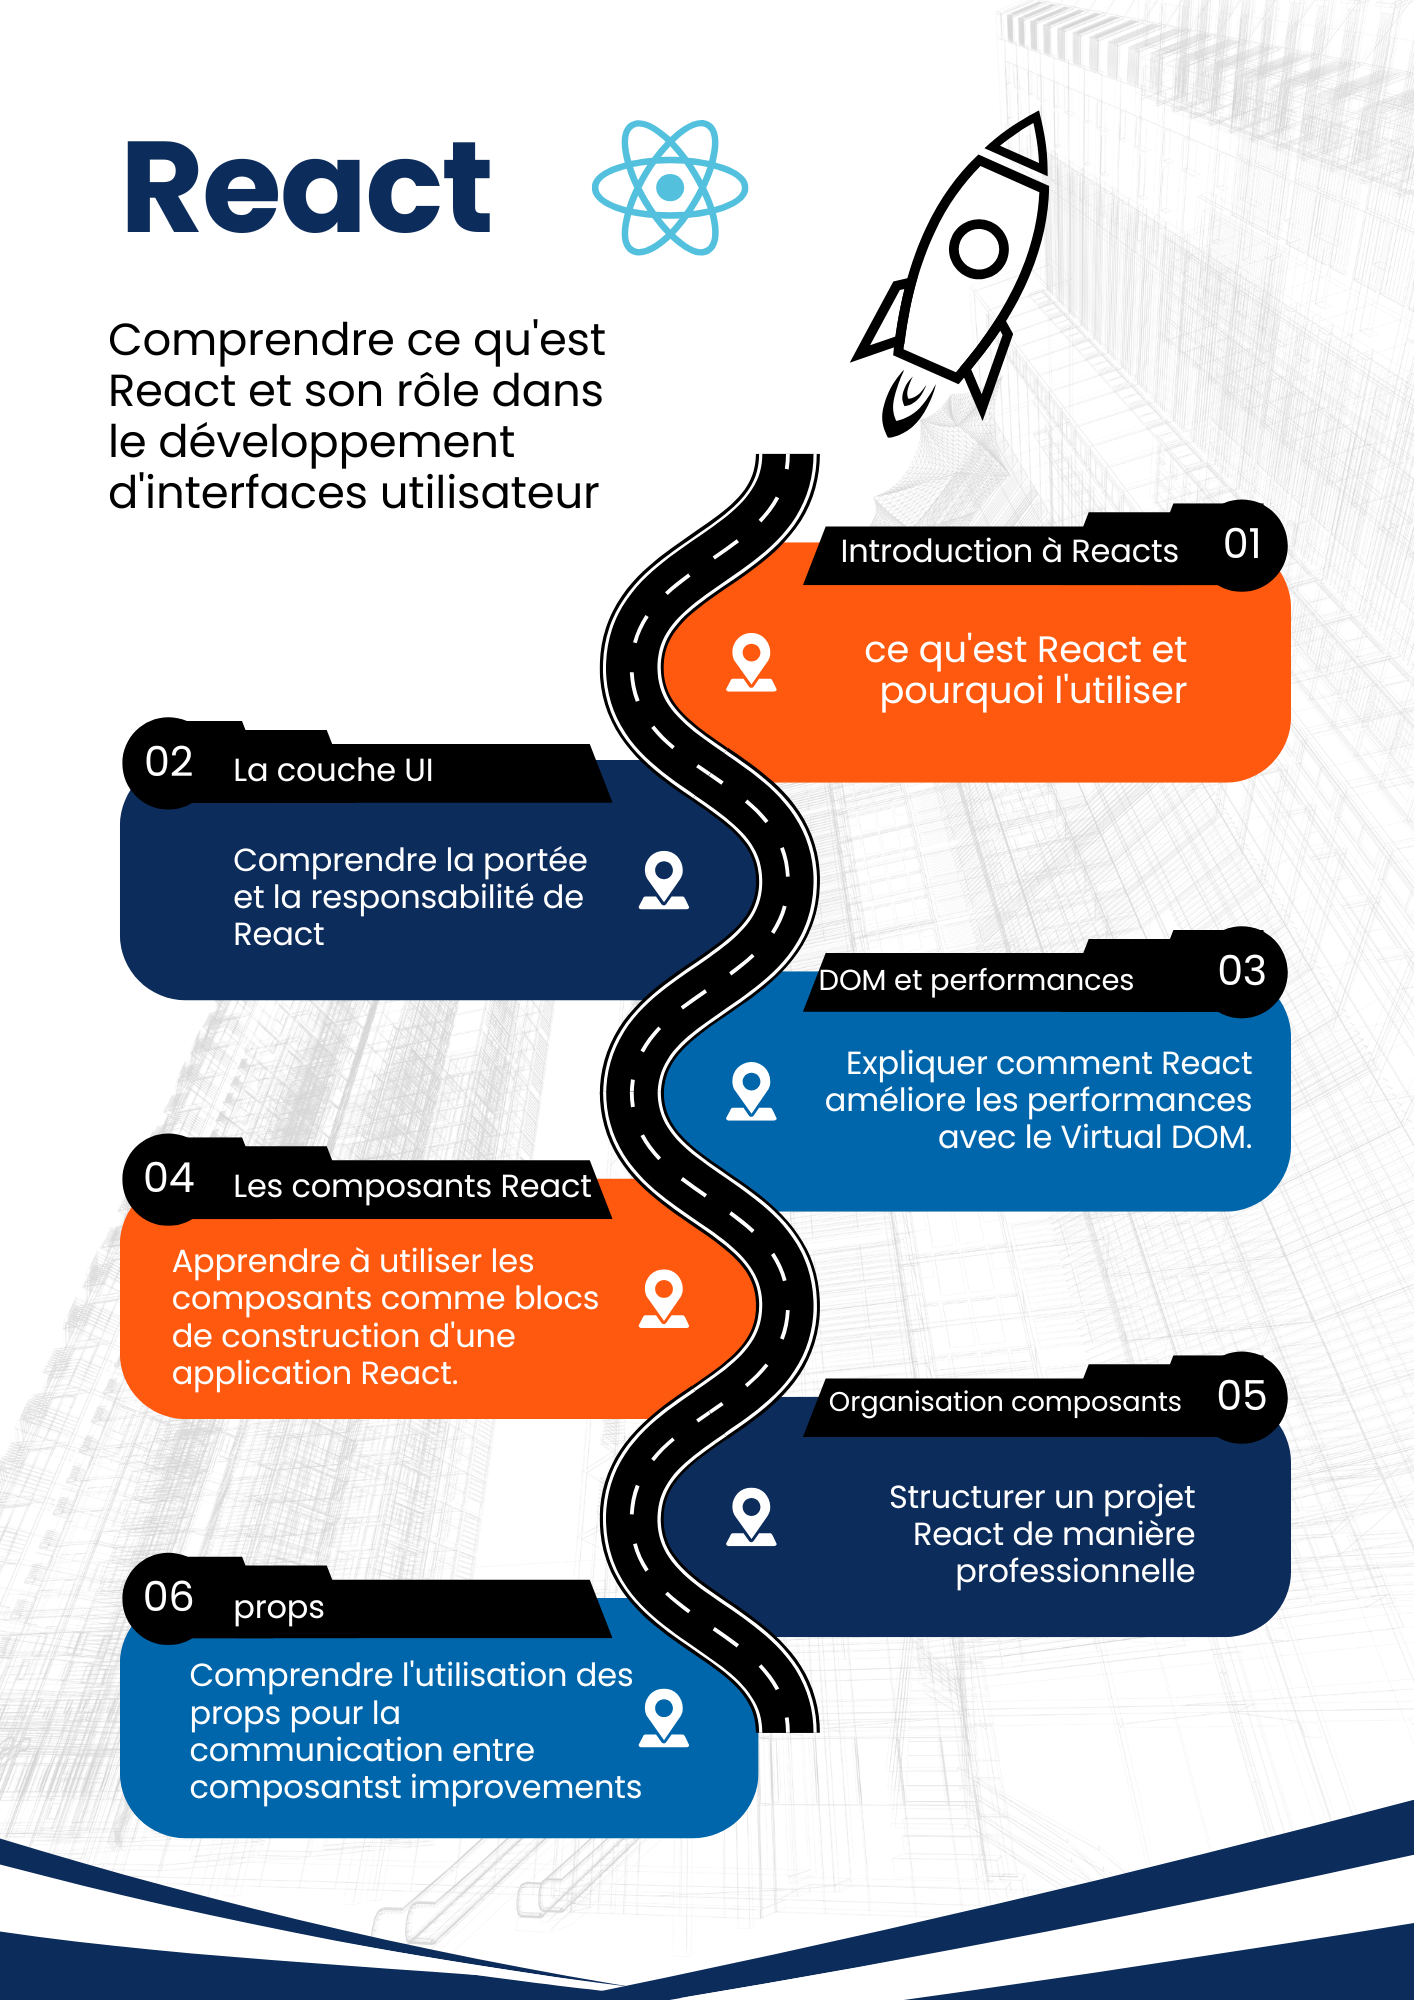 React
Comprendre ce qu'est
React et son rôle dans
le développement
d'interfaces utilisateur
Introduction à Reacts
01
ce qu'est React et
pourquoi l'utiliser
02
La couche UI
Comprendre la portée
et la responsabilité de
React
DOM et performances
03
Expliquer comment React
améliore les performances
avec le Virtual DOM.
04
Les composants React
Apprendre à utiliser les
composants comme blocs
de construction d'une
application React.
Organisation composants
05
Structurer un projet
React de manière
professionnelle
06
props
Comprendre l'utilisation des
props pour la
communication entre
composantst improvements